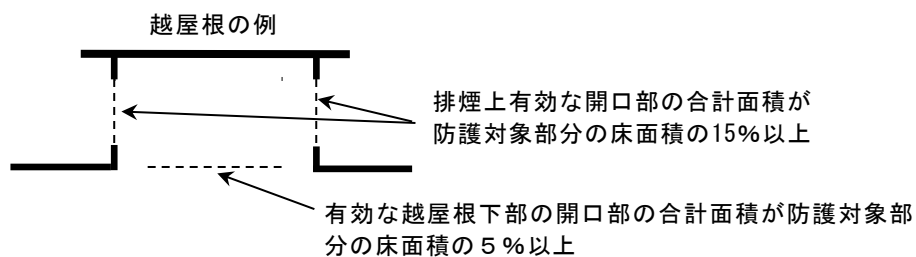 越屋根の例
排煙上有効な開口部の合計面積が
防護対象部分の床面積の15%以上
有効な越屋根下部の開口部の合計面積が防護対象部
分の床面積の5%以上